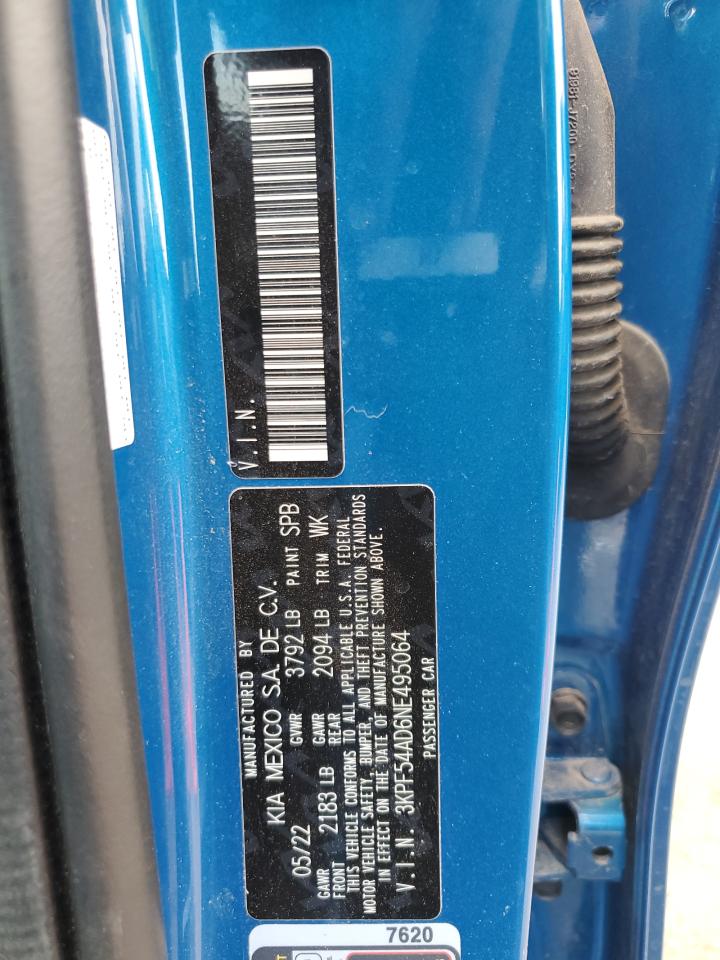 V.I.N.
MANUFACTURED BY
KIA MEXICO S.A. DE C.V.
05/22 GVWR 3792 LB PAINT SPB
GAWR FRONT 2183 LB GAWR REAR 2094 LB TRIM WK
THIS VEHICLE CONFORMS TO ALL APPLICABLE U.S.A. FEDERAL
MOTOR VEHICLE SAFETY, BUMPER, AND THEFT PREVENTION STANDARDS
IN EFFECT ON THE DATE OF MANUFACTURE SHOWN ABOVE.
V.I.N. 3KPF54AD6NE495064
PASSENGER CAR
7620